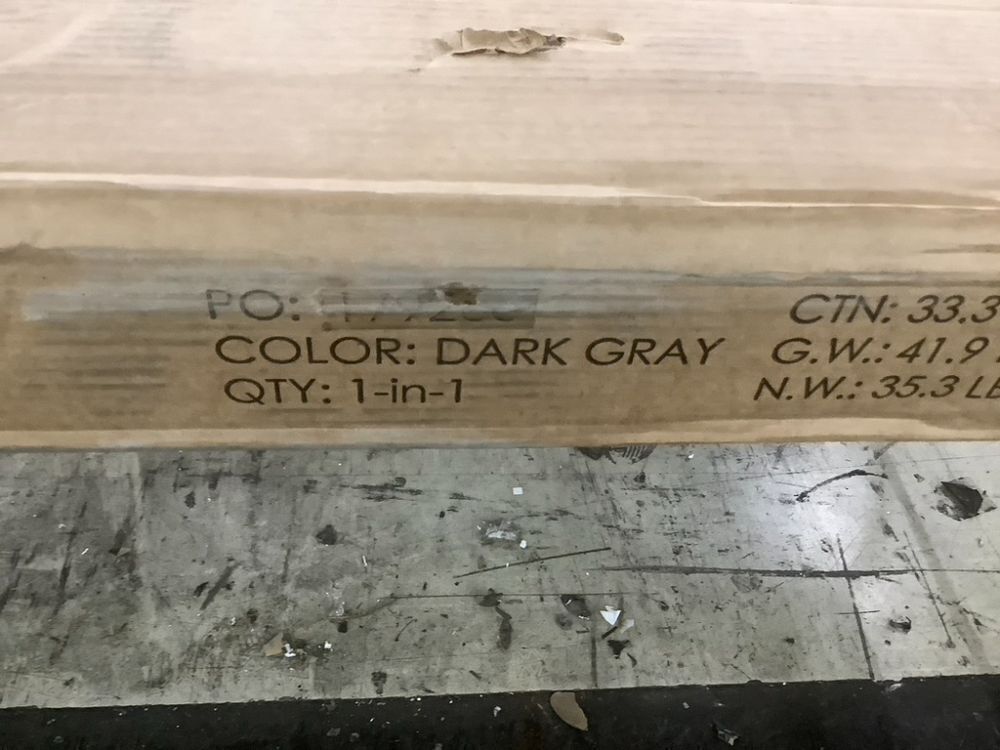 PO:
COLOR: DARK GRAY
QTY: 1-in-1
CTN: 33.3
G.W.: 41.9
N.W.: 35.3